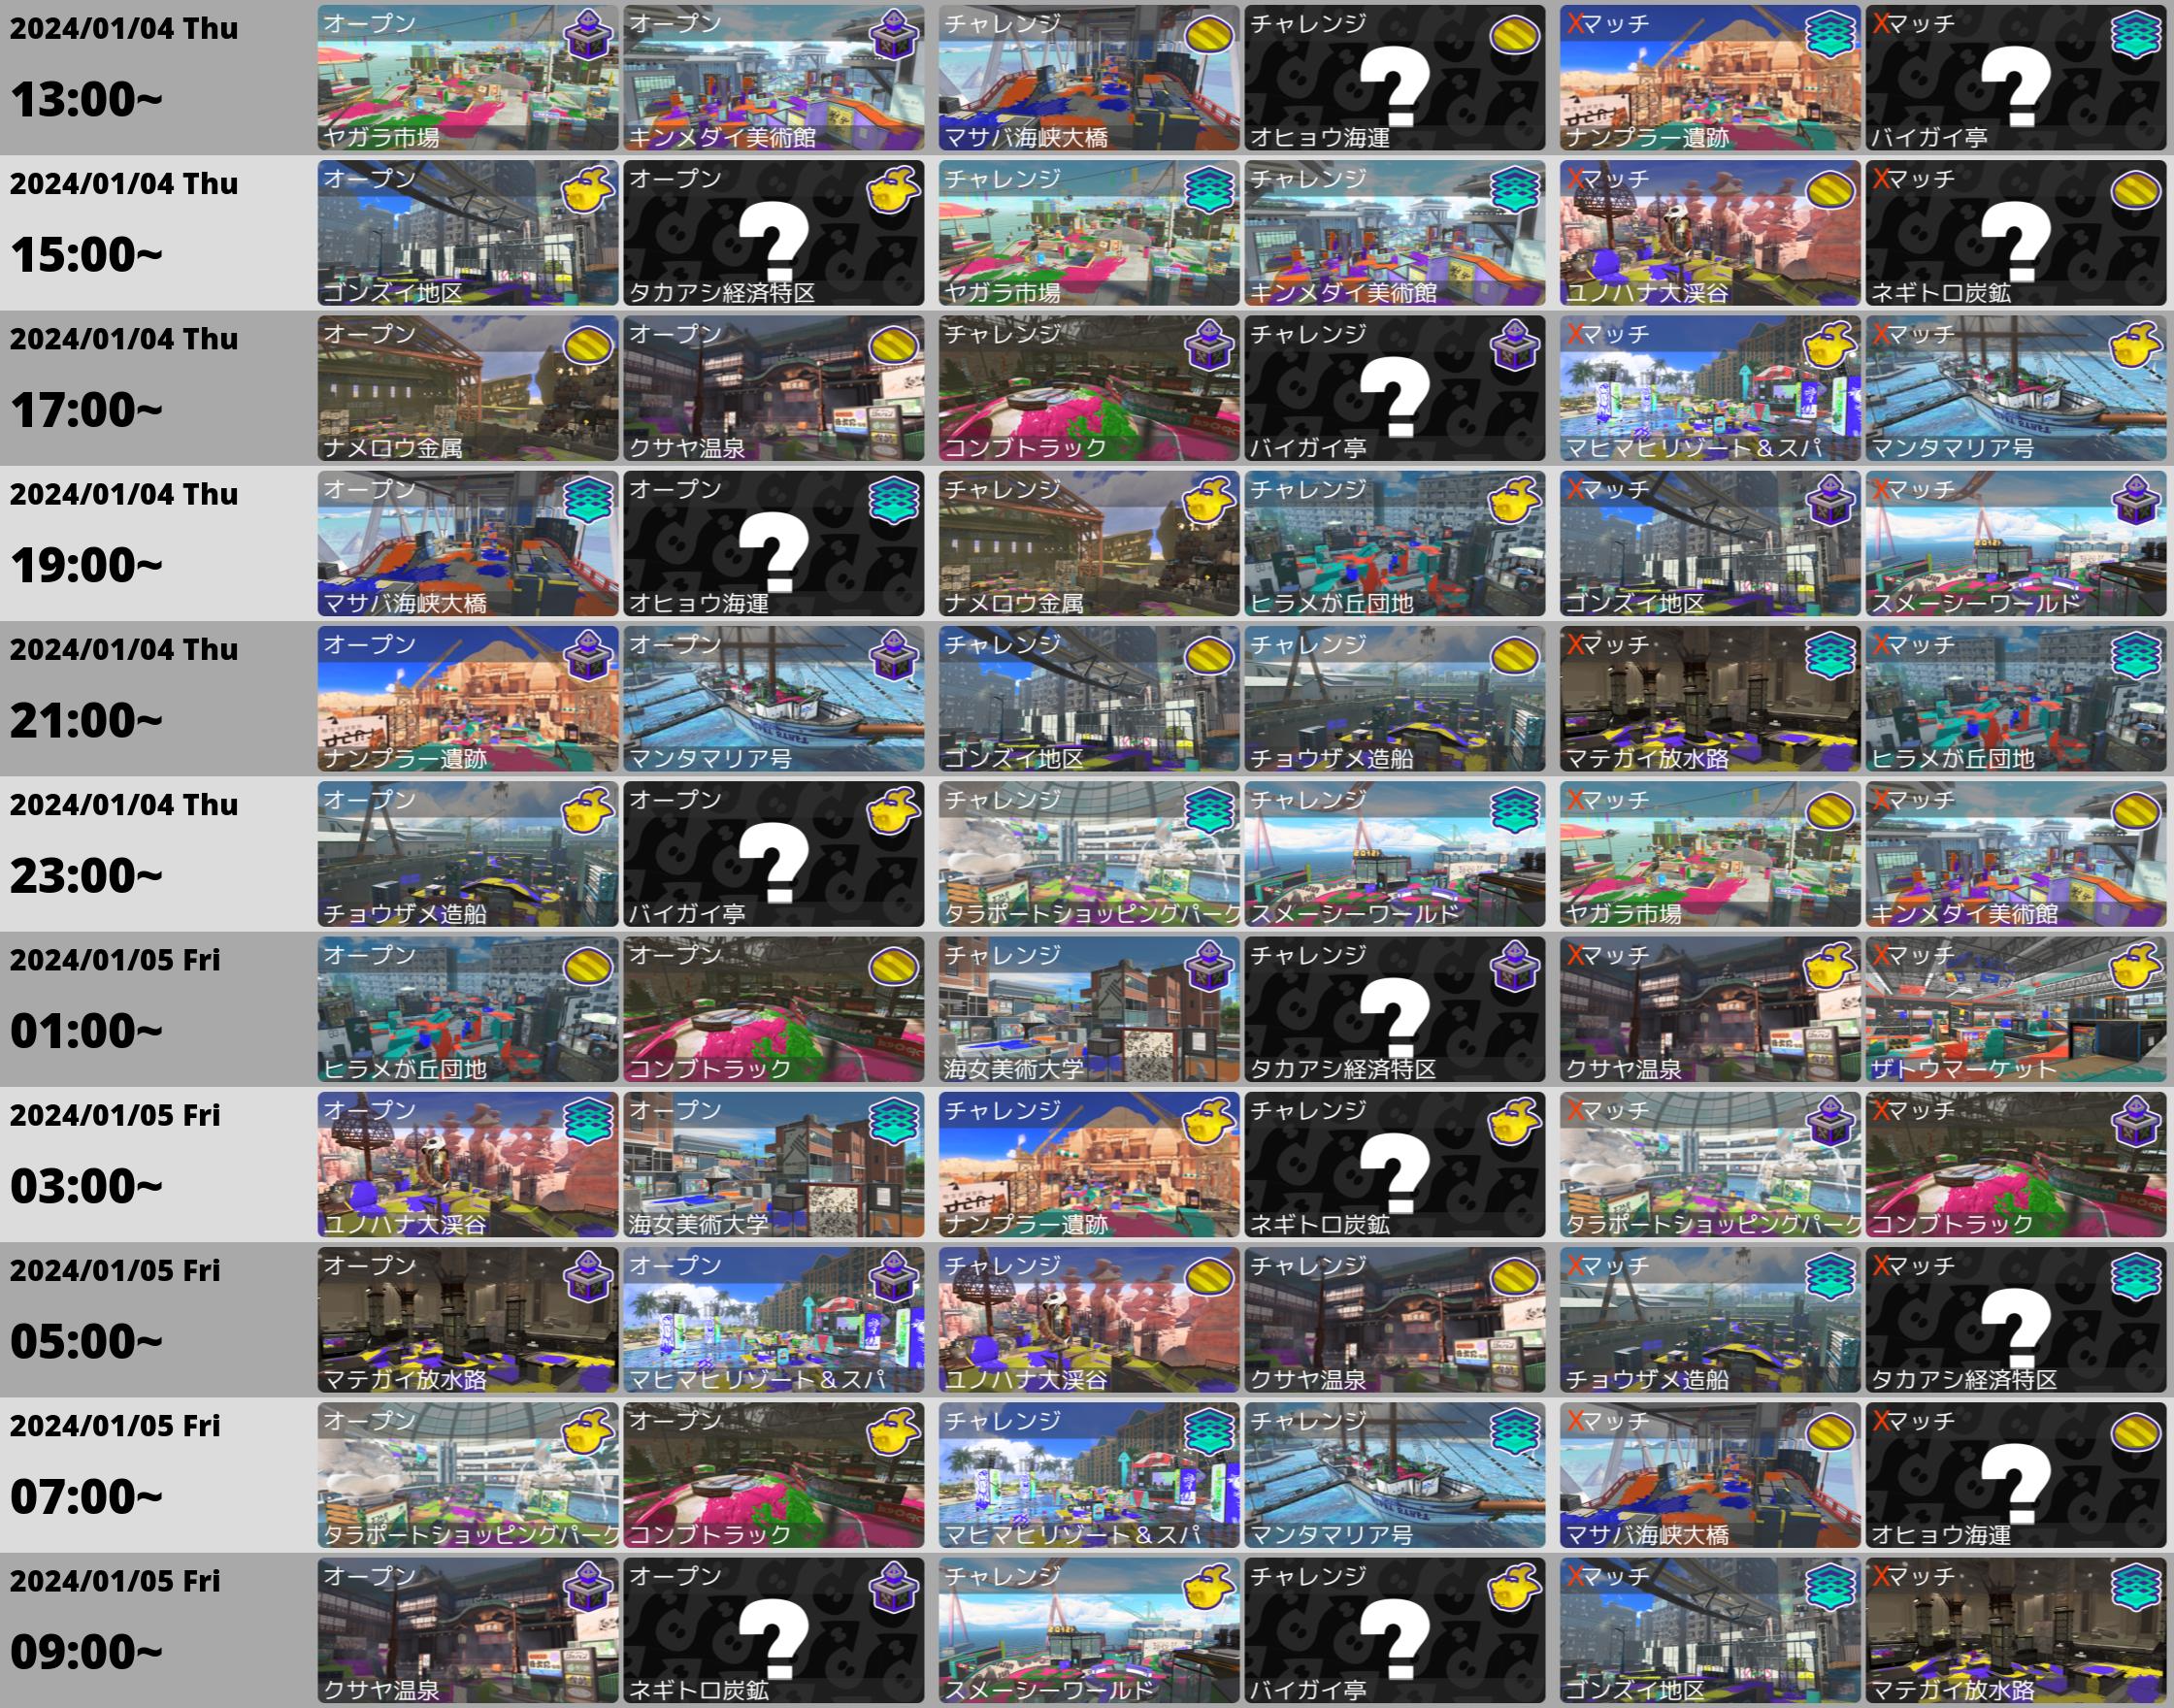 2024/01/04 Thu
13:00~
オープン
ヤガラ市場
オープン
キンメダイ美術館
チャレンジ
マサバ海峡大橋
チャレンジ
?
オヒョウ海運
Xマッチ
ナンプラー遺跡
Xマッチ
?
バイガイ亭
2024/01/04 Thu
15:00~
オープン
ゴンズイ地区
オープン
?
タカアシ経済特区
チャレンジ
ヤガラ市場
チャレンジ
キンメダイ美術館
Xマッチ
ユノハナ大渓谷
Xマッチ
?
ネギトロ炭鉱
2024/01/04 Thu
17:00~
オープン
ナメロウ金属
オープン
クサヤ温泉
チャレンジ
コンブトラック
チャレンジ
?
バイガイ亭
Xマッチ
マヒマヒリゾート&スパ
Xマッチ
マンタマリア号
2024/01/04 Thu
19:00~
オープン
マサバ海峡大橋
オープン
?
オヒョウ海運
チャレンジ
ナメロウ金属
チャレンジ
ヒラメが丘団地
Xマッチ
ゴンズイ地区
Xマッチ
スメーシーワールド
2024/01/04 Thu
21:00~
オープン
ナンプラー遺跡
オープン
マンタマリア号
チャレンジ
ゴンズイ地区
チャレンジ
チョウザメ造船
Xマッチ
マテガイ放水路
Xマッチ
ヒラメが丘団地
2024/01/04 Thu
23:00~
オープン
チョウザメ造船
オープン
?
バイガイ亭
チャレンジ
タラポートショッピングパーク
チャレンジ
スメーシーワールド
Xマッチ
ヤガラ市場
Xマッチ
キンメダイ美術館
2024/01/05 Fri
01:00~
オープン
ヒラメが丘団地
オープン
コンブトラック
チャレンジ
海女美術大学
チャレンジ
?
タカアシ経済特区
Xマッチ
クサヤ温泉
Xマッチ
ザトウマーケット
2024/01/05 Fri
03:00~
オープン
ユノハナ大渓谷
オープン
海女美術大学
チャレンジ
ナンプラー遺跡
チャレンジ
?
ネギトロ炭鉱
Xマッチ
タラポートショッピングパーク
Xマッチ
コンブトラック
2024/01/05 Fri
05:00~
オープン
マテガイ放水路
オープン
マヒマヒリゾート&スパ
チャレンジ
ユノハナ大渓谷
チャレンジ
クサヤ温泉
Xマッチ
チョウザメ造船
Xマッチ
?
タカアシ経済特区
2024/01/05 Fri
07:00~
オープン
タラポートショッピングパーク
オープン
コンブトラック
チャレンジ
マヒマヒリゾート&スパ
チャレンジ
マンタマリア号
Xマッチ
マサバ海峡大橋
Xマッチ
?
オヒョウ海運
2024/01/05 Fri
09:00~
オープン
クサヤ温泉
オープン
?
ネギトロ炭鉱
チャレンジ
スメーシーワールド
チャレンジ
?
バイガイ亭
Xマッチ
ゴンズイ地区
Xマッチ
マテガイ放水路